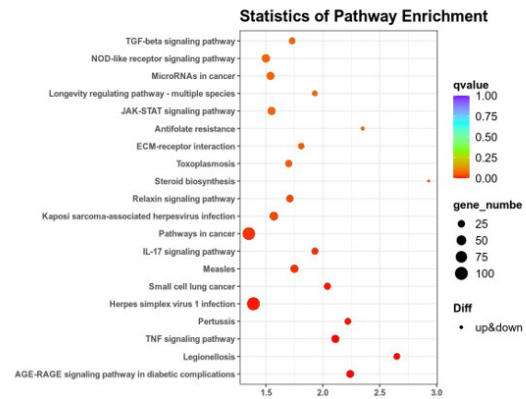 Statistics of Pathway Enrichment
TGF-beta signaling pathway
NOD-like receptor signaling pathway
MicroRNAs in cancer
Longevity regulating pathway - multiple species
JAK-STAT signaling pathway
Antifolate resistance
ECM-receptor interaction
Toxoplasmosis
Steroid biosynthesis
Relaxin signaling pathway
Kaposi sarcoma-associated herpesvirus infection
Pathways in cancer
IL-17 signaling pathway
Measles
Small cell lung cancer
Herpes simplex virus 1 infection
Pertussis
TNF signaling pathway
Legionellosis
AGE-RAGE signaling pathway in diabetic complications
1.5 2.0 2.5 3.0
qvalue
1.00
0.75
0.50
0.25
0.00
gene_numbe
25
50
75
100
Diff
up&down